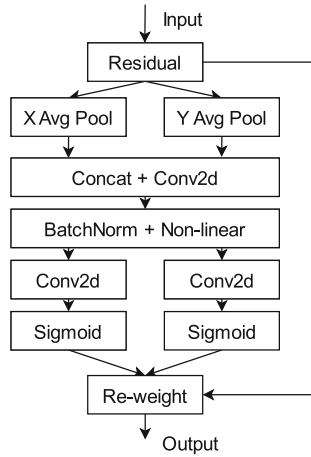 Input
Residual
X Avg Pool
Y Avg Pool
Concat + Conv2d
BatchNorm + Non-linear
Conv2d
Conv2d
Sigmoid
Sigmoid
Re-weight
Output